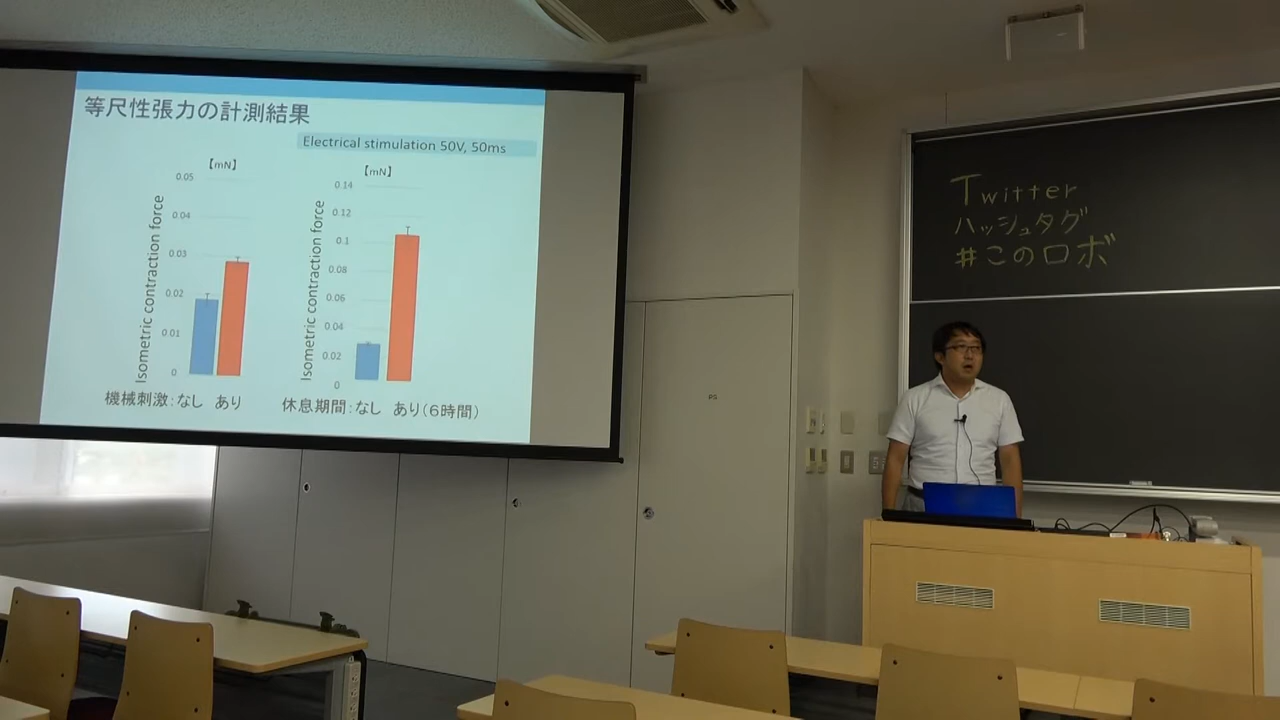 等尺性張力の計測結果
Electrical stimulation 50V, 50ms
【mN】
0.05
0.04
0.03
0.02
0.01
0
Isometric contraction force
機械刺激:なし あり
【mN】
0.14
0.12
0.1
0.08
0.06
0.04
0.02
0
Isometric contraction force
休息期間:なし あり(6時間)
PS
Twitter
ハッシュタグ
#このロボ